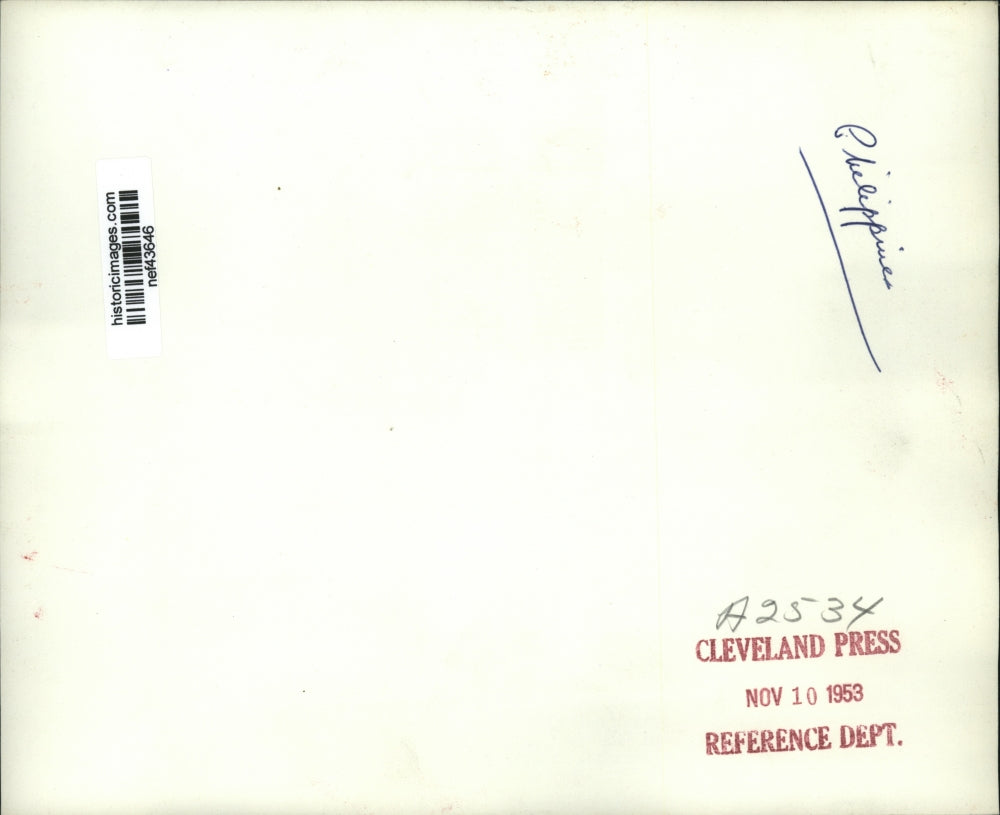 historicimages.com
nef43646
Philippines
A2534
CLEVELAND PRESS
NOV 10 1953
REFERENCE DEPT.